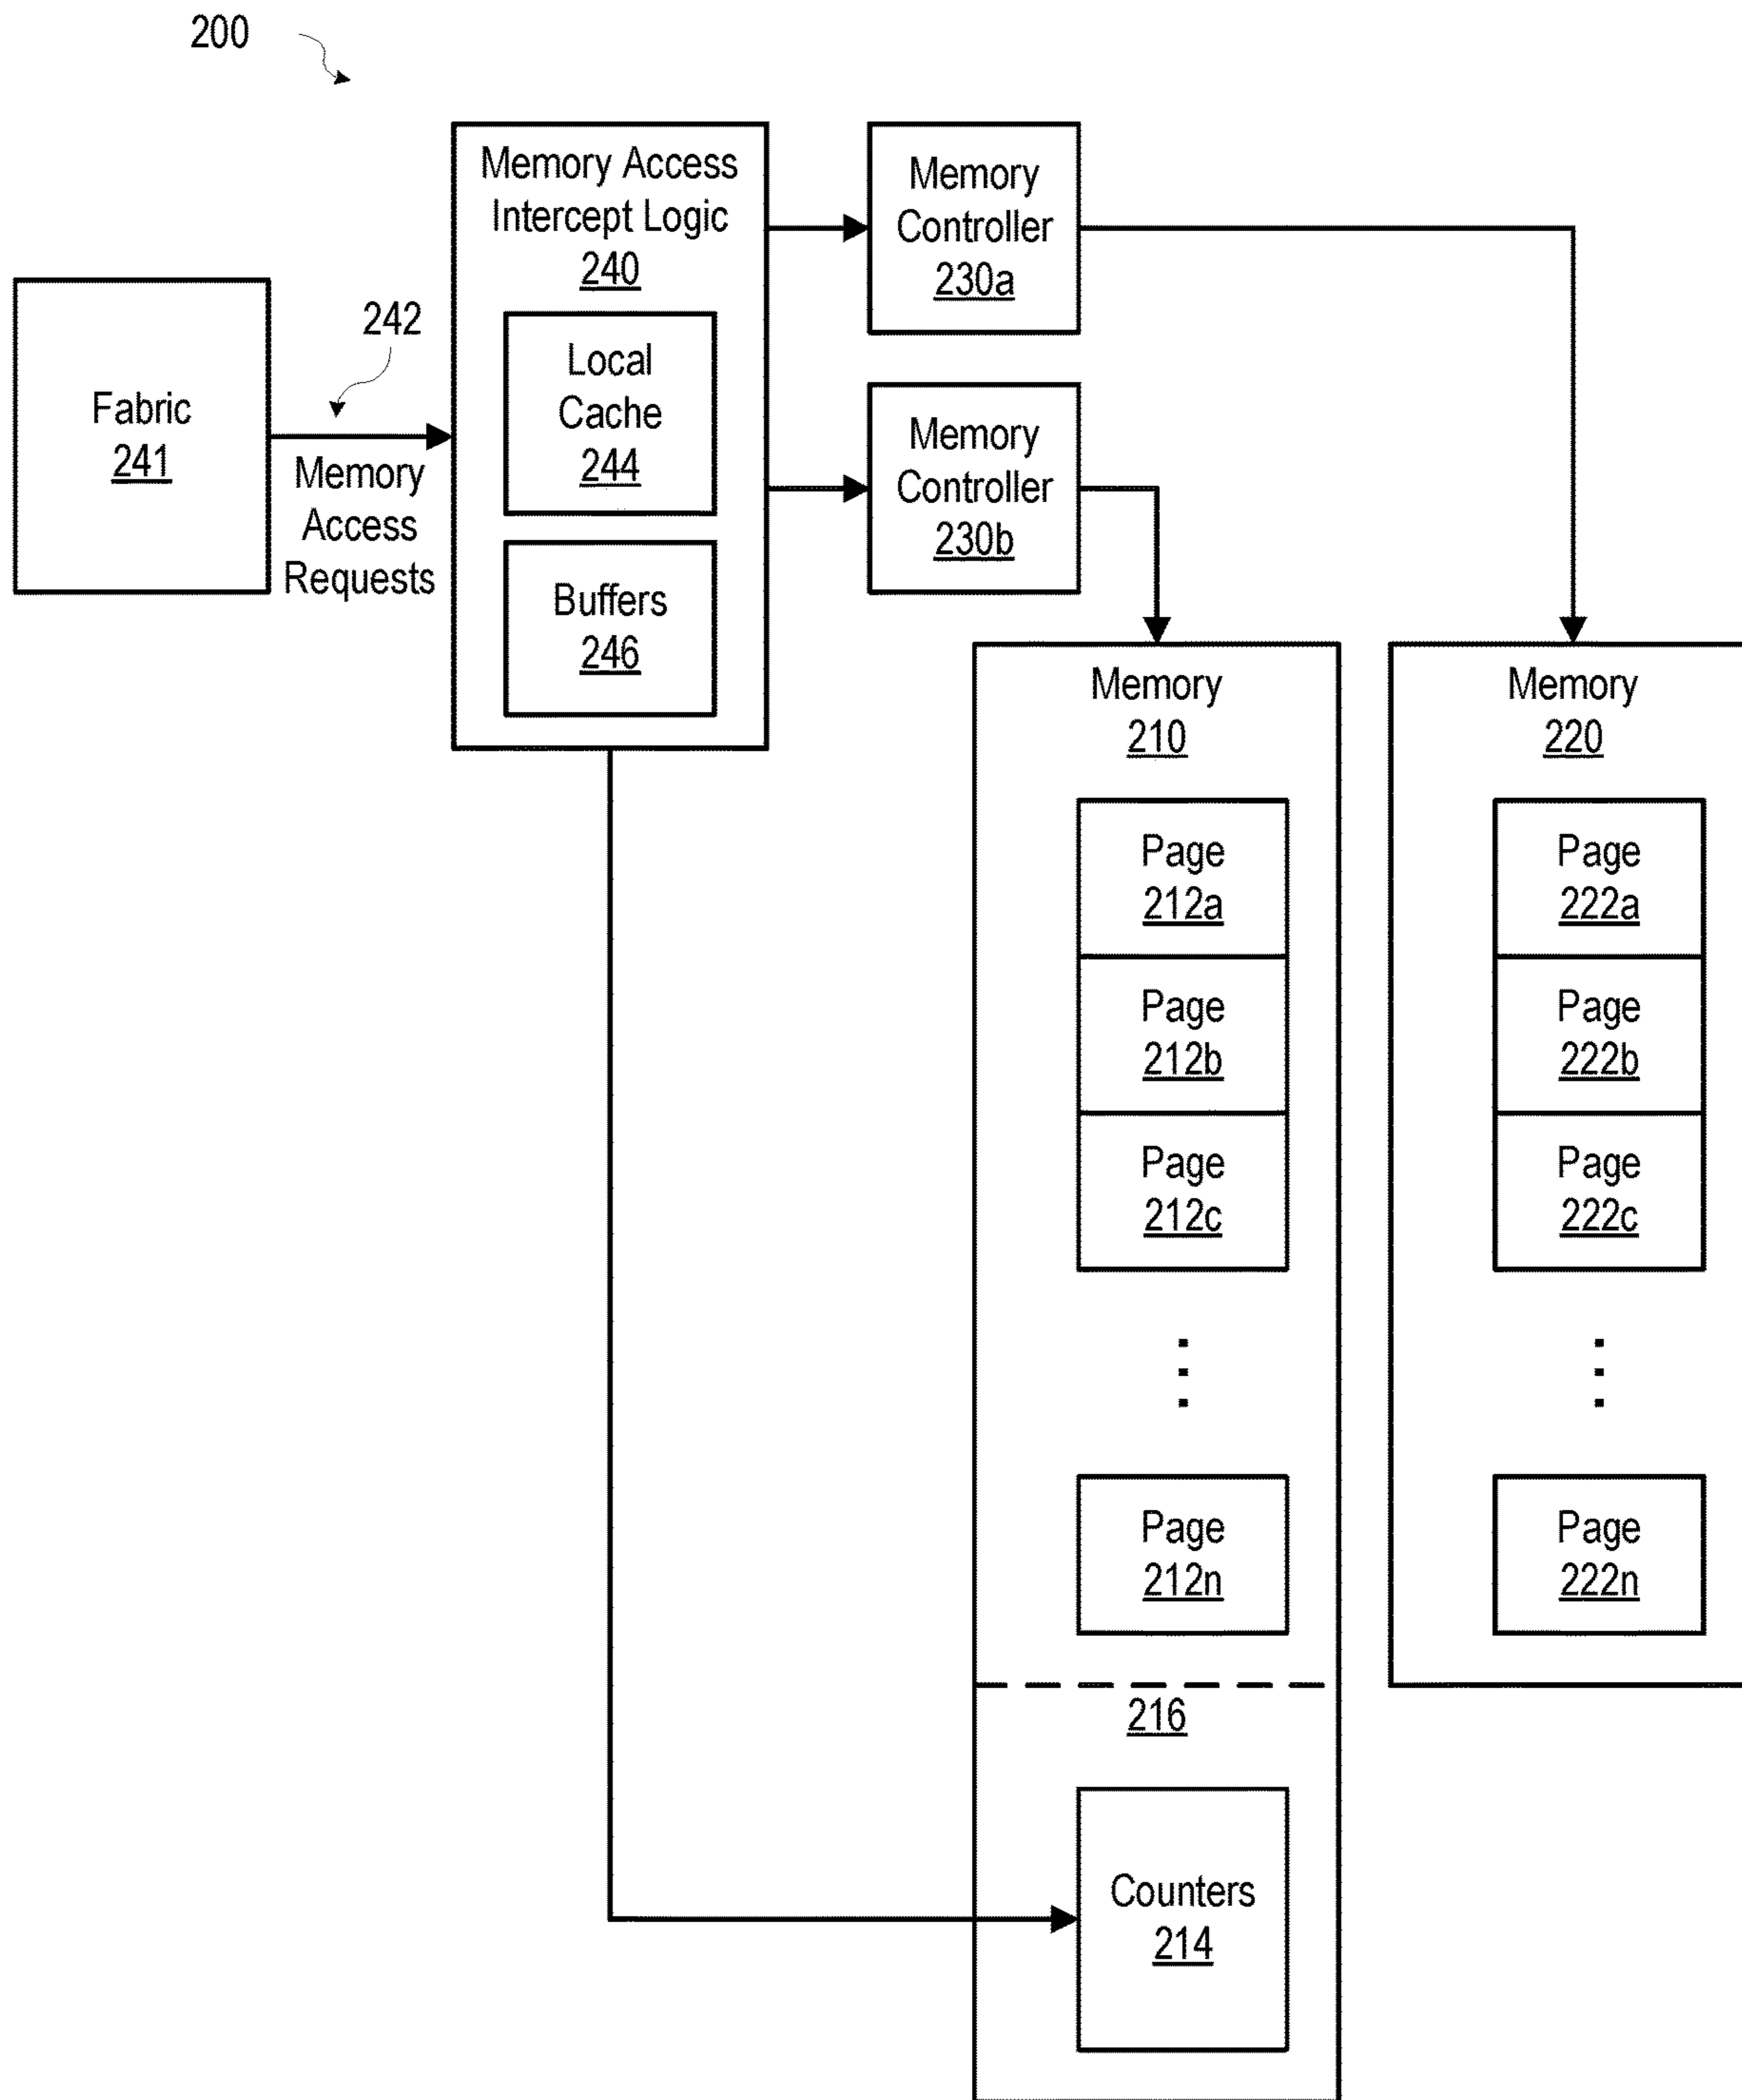 200
Memory Access
Intercept Logic
240
Local
Cache
244
Buffers
246
Fabric
241
242
Memory
Access
Requests
Memory
Controller
230a
Memory
Controller
230b
Memory
210
Page
212a
Page
212b
Page
212c
Page
212n
216
Counters
214
Memory
220
Page
222a
Page
222b
Page
222c
Page
222n